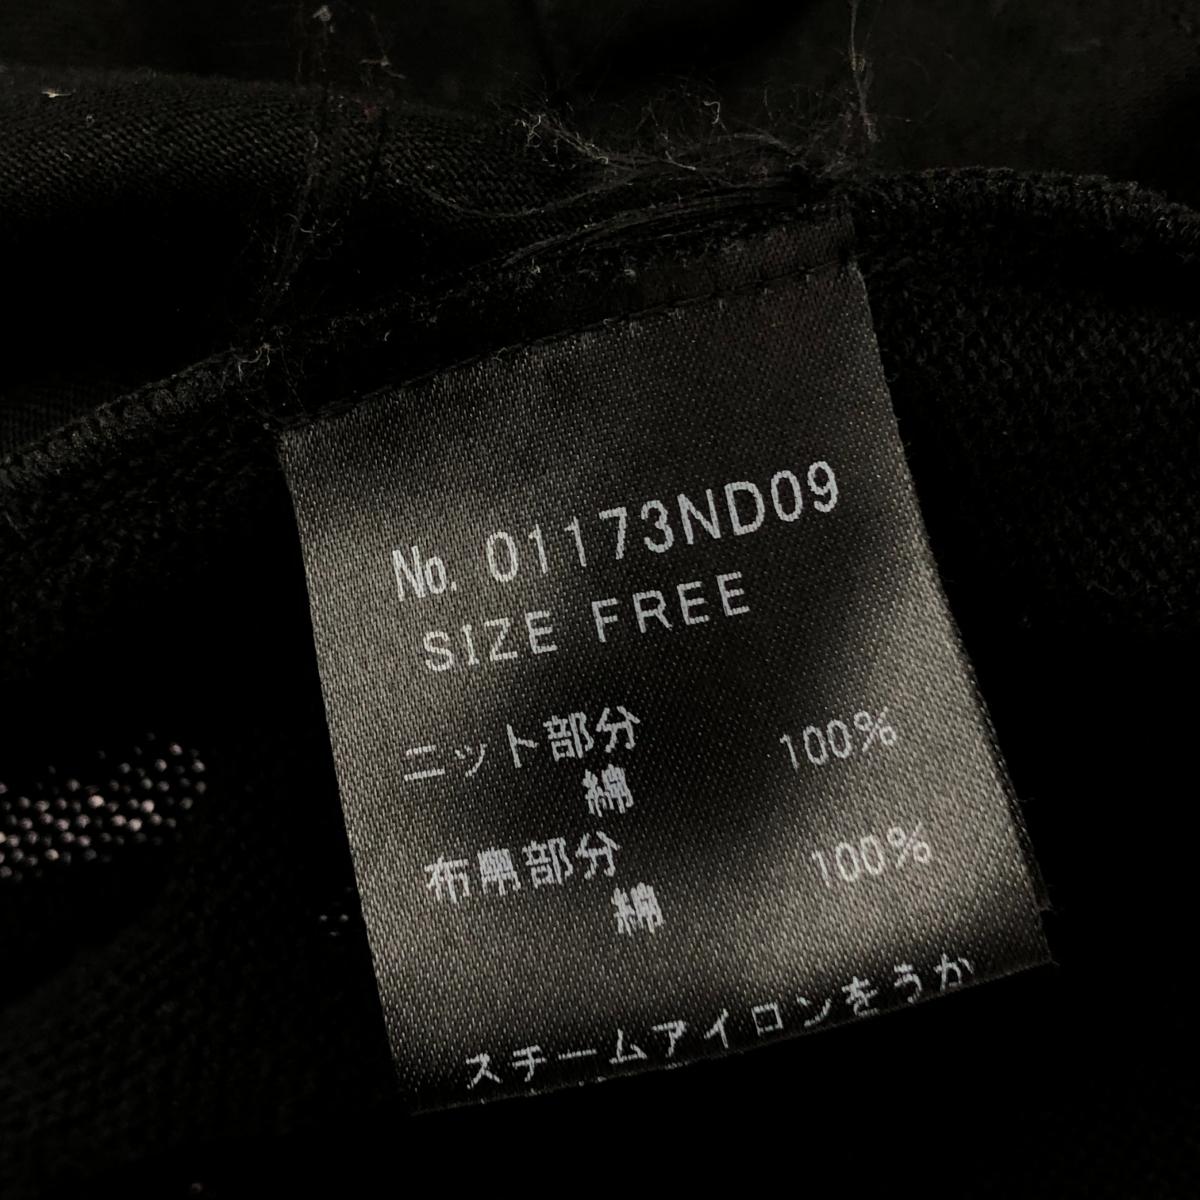 No. 01173ND09
SIZE FREE
ニット部分
綿 100%
布帛部分
綿 100%
スチームアイロンをうか